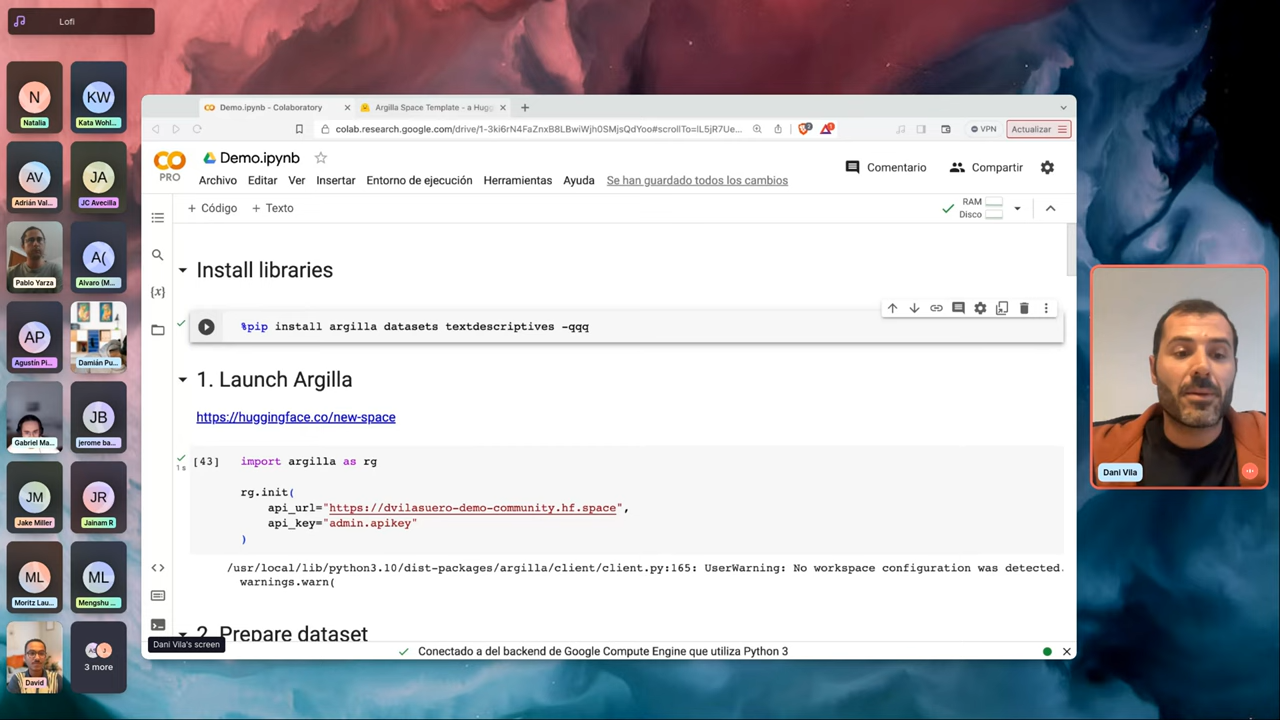 Lofi
N
Natalia
KW
Kata Wohl...
AV
Adrián Val...
JA
JC Avecilla
Pablo Yarza
A(
Alvaro (M...
AP
Agustín Pi...
Damián Pu...
Gabriel Ma...
JB
jerome ba...
JM
Jake Miller
JR
Jainam R
ML
Moritz Lau...
ML
Mengshu ...
David
J
3 more
Demo.ipynb - Colaboratory
Argilla Space Template - a Hugg
colab.research.google.com/drive/1-3ki6rN4FaZnxB8LBwiWjh0SMjsQdYoo#scrollTo=lL5jR7Ue...
VPN
Actualizar
CO
PRO
Demo.ipynb
Archivo Editar Ver Insertar Entorno de ejecución Herramientas Ayuda Se han guardado todos los cambios
Comentario
Compartir
+ Código + Texto
RAM
Disco
{x}
Install libraries
%pip install argilla datasets textdescriptives -qqq
1. Launch Argilla
https://huggingface.co/new-space
[43] import argilla as rg
1 s
rg.init(
api_url="https://dvilasuero-demo-community.hf.space",
api_key="admin.apikey"
)
/usr/local/lib/python3.10/dist-packages/argilla/client/client.py:165: UserWarning: No workspace configuration was detected.
warnings.warn(
2. Prepare dataset
Dani Vila's screen
Conectado a del backend de Google Compute Engine que utiliza Python 3
Dani Vila